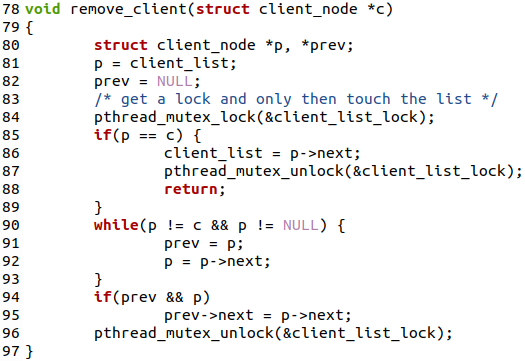 78 void remove_client(struct client_node *c)
79 {
80         struct client_node *p, *prev;
81         p = client_list;
82         prev = NULL;
83         /* get a lock and only then touch the list */
84         pthread_mutex_lock(&client_list_lock);
85         if(p == c) {
86                 client_list = p->next;
87                 pthread_mutex_unlock(&client_list_lock);
88                 return;
89         }
90         while(p != c && p != NULL) {
91                 prev = p;
92                 p = p->next;
93         }
94         if(prev && p)
95                 prev->next = p->next;
96         pthread_mutex_unlock(&client_list_lock);
97 }